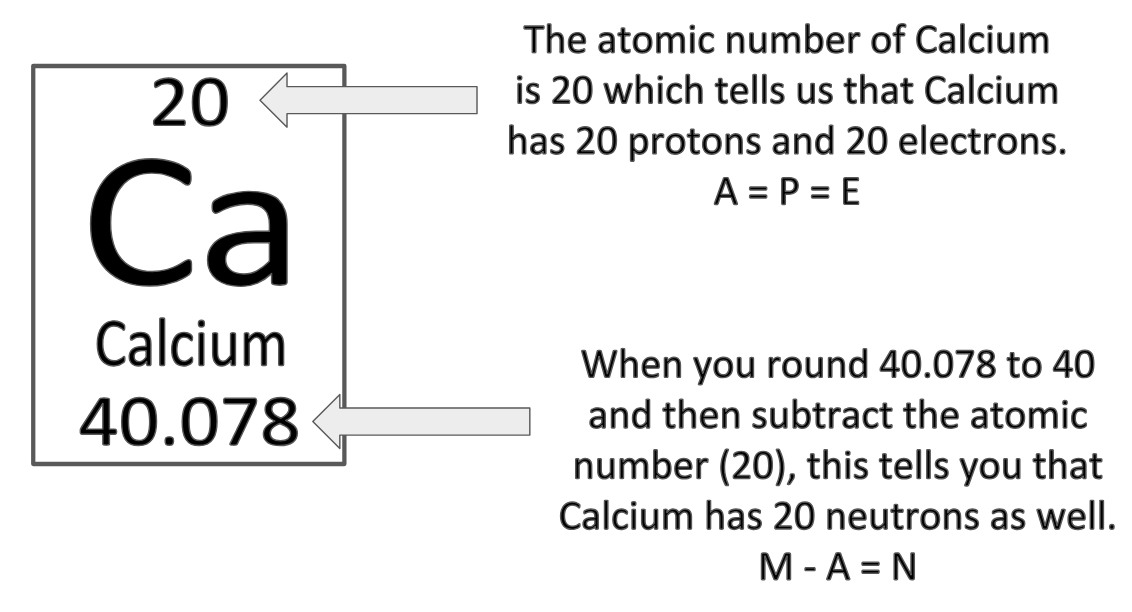 20
Ca
Calcium
40.078
The atomic number of Calcium
is 20 which tells us that Calcium
has 20 protons and 20 electrons.
A = P = E
When you round 40.078 to 40
and then subtract the atomic
number (20), this tells you that
Calcium has 20 neutrons as well.
M - A = N